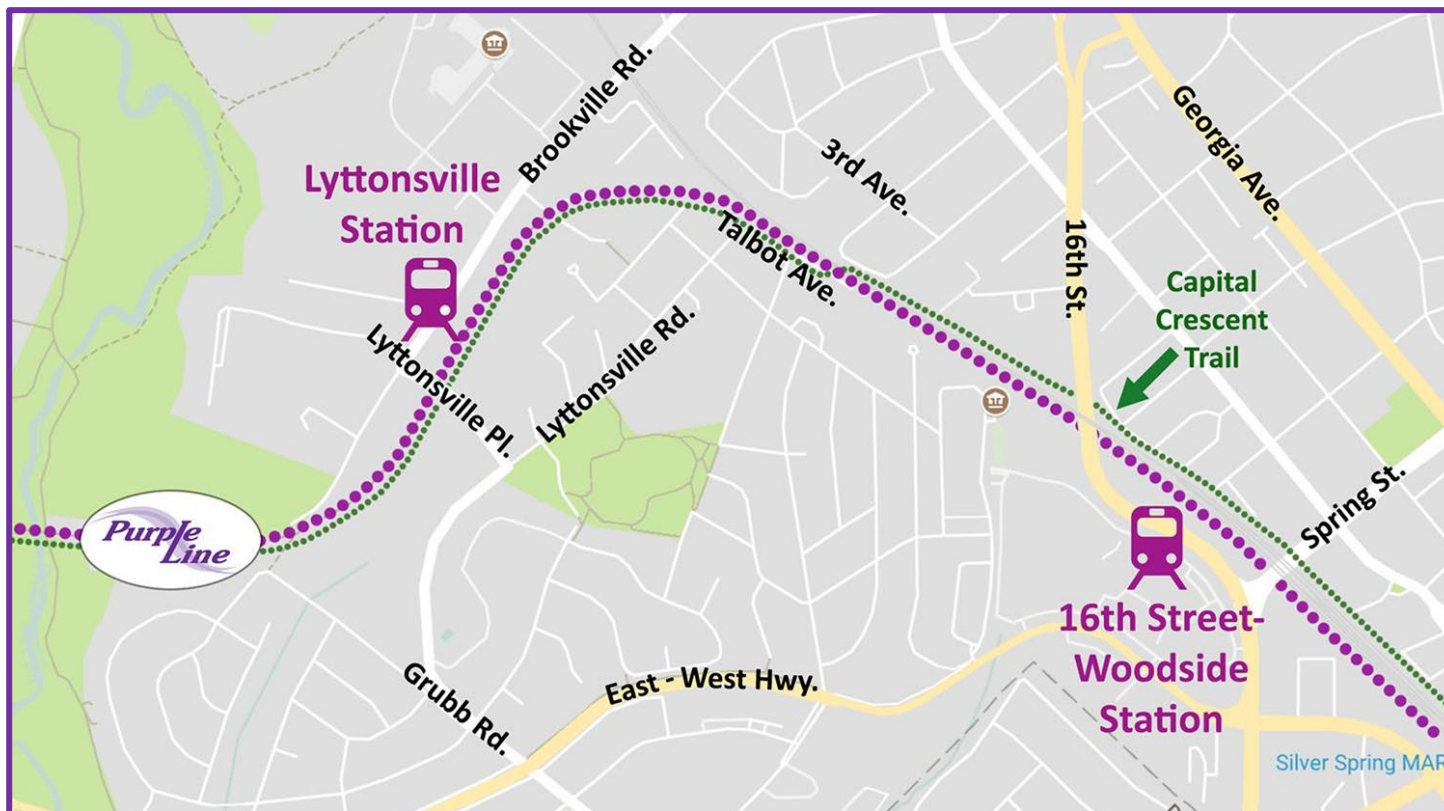 Brookville Rd.
Georgia Ave.
3rd Ave.
Lyttonsville
Station
16th St.
Talbot Ave.
Capital
Crescent
Trail
Lyttonsville Pl.
Lyttonsville Rd.
Purple
Line
Spring St.
16th Street-
Woodside
Station
East - West Hwy.
Grubb Rd.
Silver Spring MAR